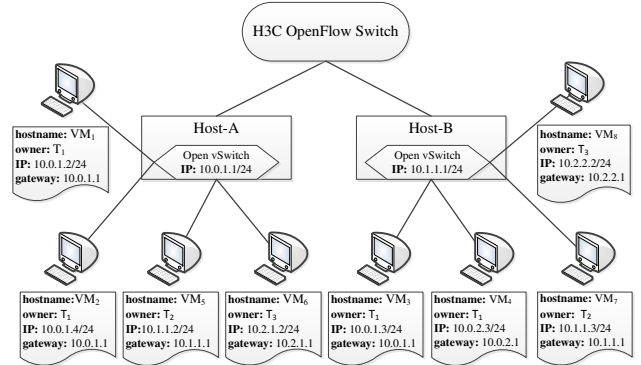 H3C OpenFlow Switch
Host-A
Open vSwitch
IP: 10.0.1.1/24
Host-B
Open vSwitch
IP: 10.1.1.1/24
hostname: VM₁
owner: T₁
IP: 10.0.1.2/24
gateway: 10.0.1.1
hostname: VM₈
owner: T₃
IP: 10.2.2.2/24
gateway: 10.2.2.1
hostname:VM₂
owner: T₁
IP: 10.0.1.4/24
gateway: 10.0.1.1
hostname: VM₅
owner: T₂
IP:10.1.1.2/24
gateway: 10.1.1.1
hostname: VM₆
owner: T₃
IP: 10.2.1.2/24
gateway: 10.2.1.1
hostname: VM₃
owner: T₁
IP: 10.0.1.3/24
gateway: 10.0.1.1
hostname: VM₄
owner: T₁
IP: 10.0.2.3/24
gateway: 10.0.2.1
hostname: VM₇
owner: T₂
IP: 10.1.1.3/24
gateway: 10.1.1.1